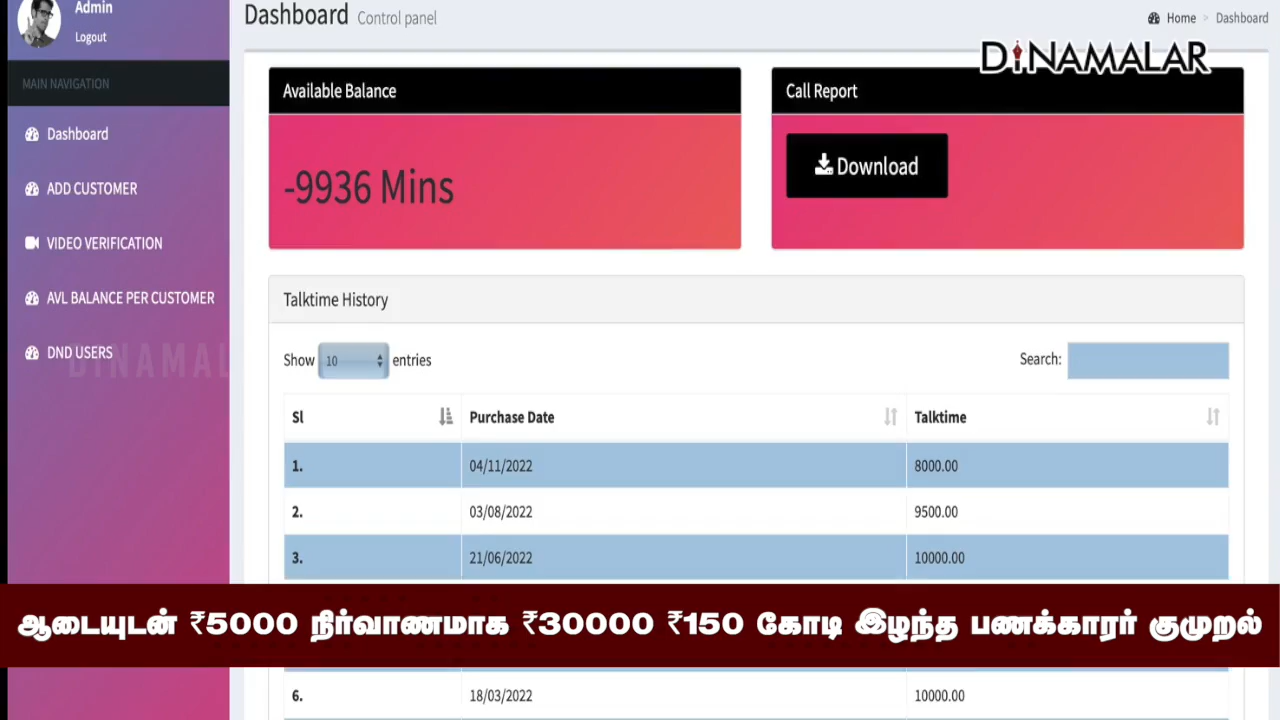 Admin
Logout
Dashboard Control panel
Home > Dashboard
DINAMALAR
MAIN NAVIGATION
Dashboard
ADD CUSTOMER
VIDEO VERIFICATION
AVL BALANCE PER CUSTOMER
DND USERS
DINAMAL
Available Balance
-9936 Mins
Call Report
Download
Talktime History
Show 10 entries
Search:
Sl Purchase Date Talktime
1. 04/11/2022 8000.00
2. 03/08/2022 9500.00
3. 21/06/2022 10000.00
ஆடையுடன் ₹5000 நிர்வாணமாக ₹30000 ₹150 கோடி இழந்த பணக்காரர் குமுறல்
6. 18/03/2022 10000.00